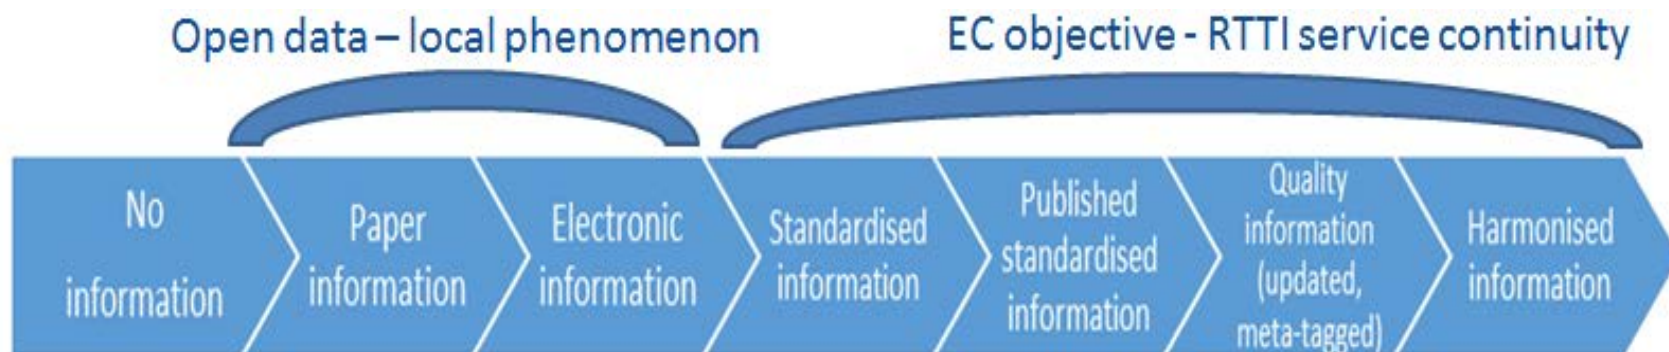 Open data – local phenomenon
EC objective - RTTI service continuity
No
information
Paper
information
Electronic
information
Standardised
information
Published
standardised
information
Quality
information
(updated,
meta-tagged)
Harmonised
information